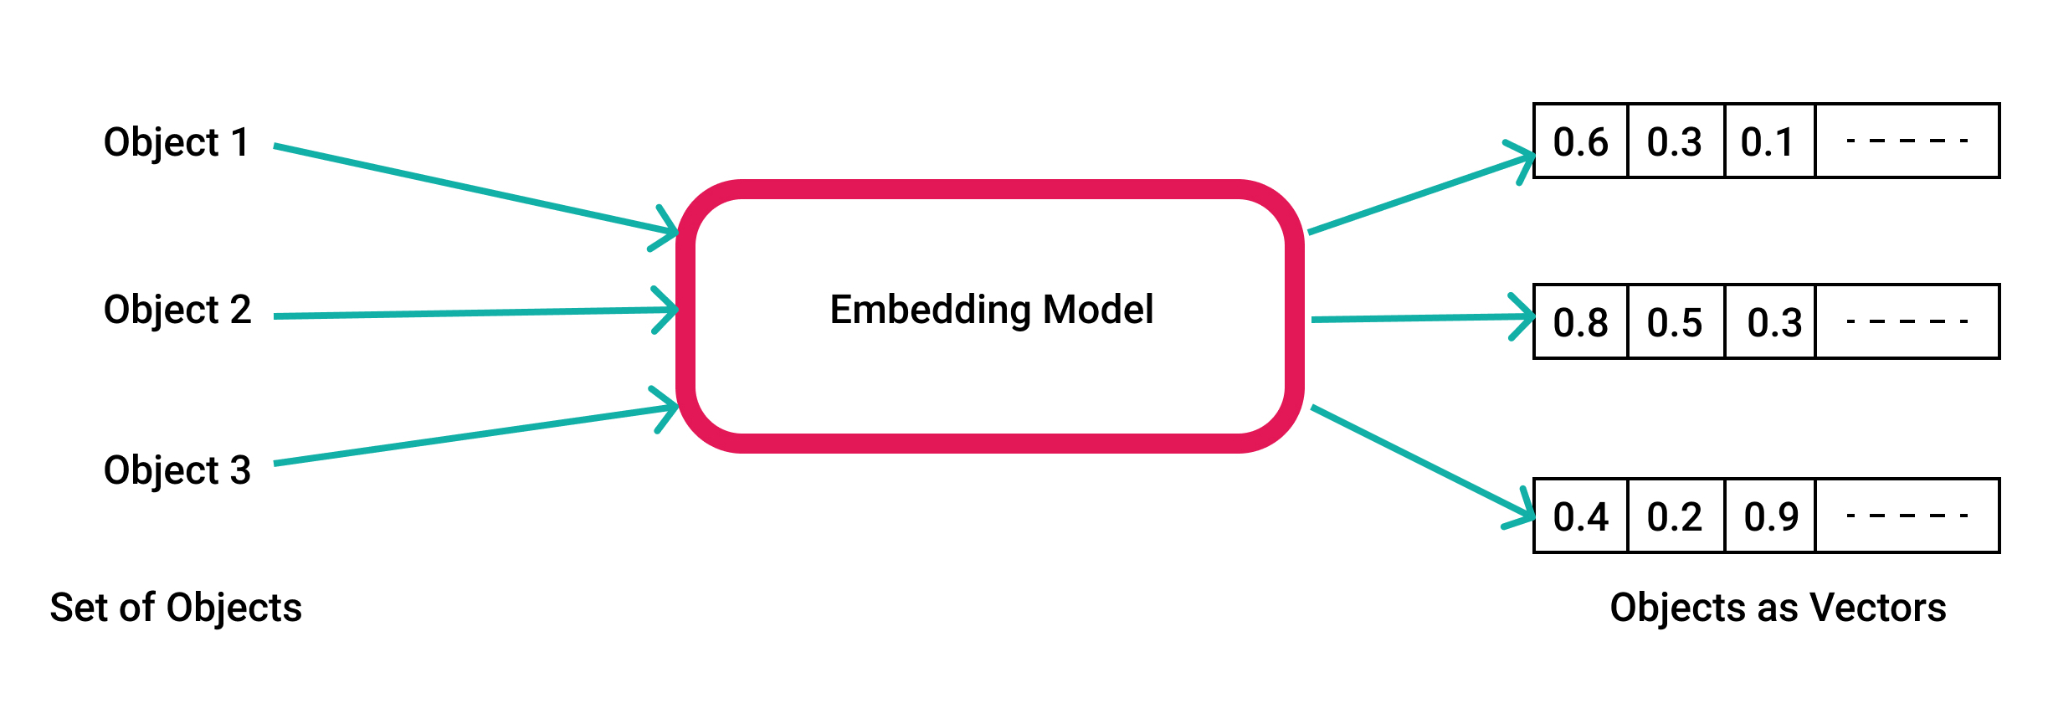 Object 1
0.6 0.3 0.1 - - - - -
Object 2
Embedding Model
0.8 0.5 0.3 - - - - -
Object 3
0.4 0.2 0.9 - - - - -
Set of Objects
Objects as Vectors